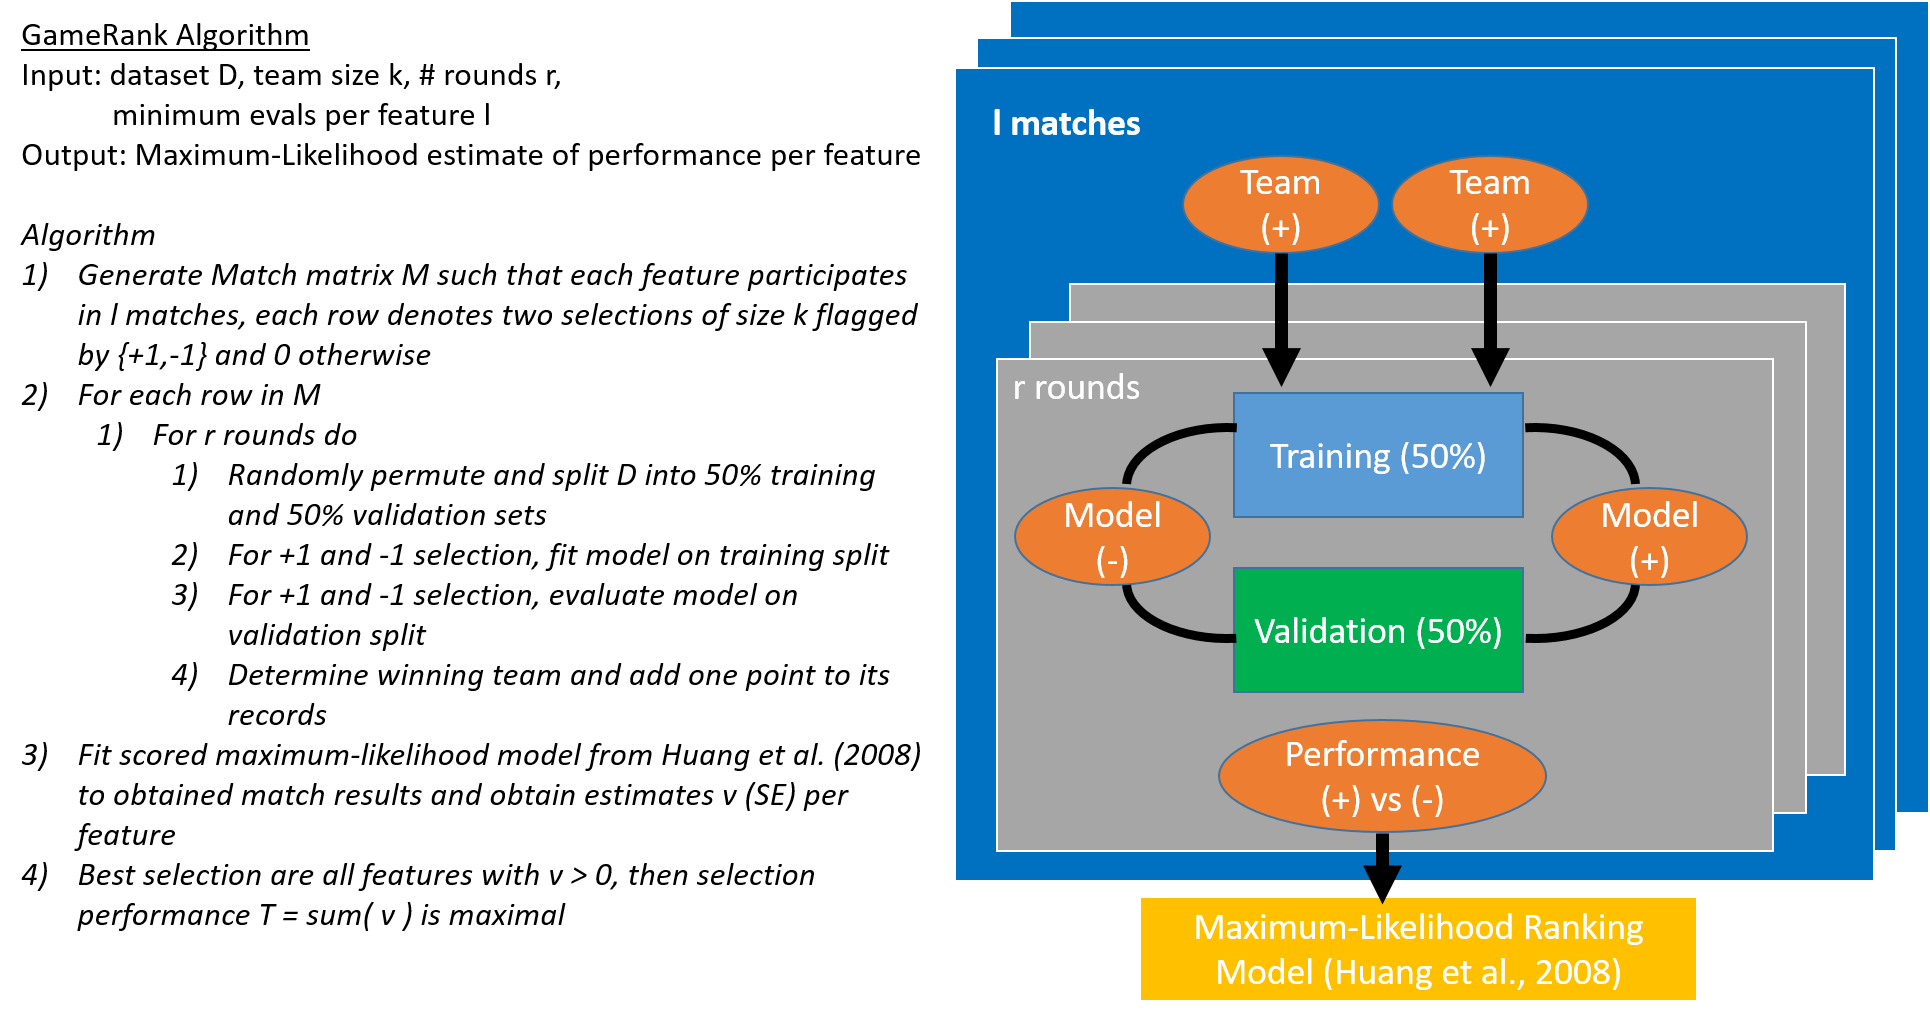 GameRank Algorithm
Input: dataset D, team size k, # rounds r,
minimum evals per feature l
Output: Maximum-Likelihood estimate of performance per feature
Algorithm
1) Generate Match matrix M such that each feature participates
in l matches, each row denotes two selections of size k flagged
by {+1,-1} and 0 otherwise
2) For each row in M
1) For r rounds do
1) Randomly permute and split D into 50% training
and 50% validation sets
2) For +1 and -1 selection, fit model on training split
3) For +1 and -1 selection, evaluate model on
validation split
4) Determine winning team and add one point to its
records
3) Fit scored maximum-likelihood model from Huang et al. (2008)
to obtained match results and obtain estimates v (SE) per
feature
4) Best selection are all features with v > 0, then selection
performance T = sum( v ) is maximal
l matches
Team
(+)
Team
(+)
r rounds
Training (50%)
Model
(-)
Model
(+)
Validation (50%)
Performance
(+) vs (-)
Maximum-Likelihood Ranking
Model (Huang et al., 2008)